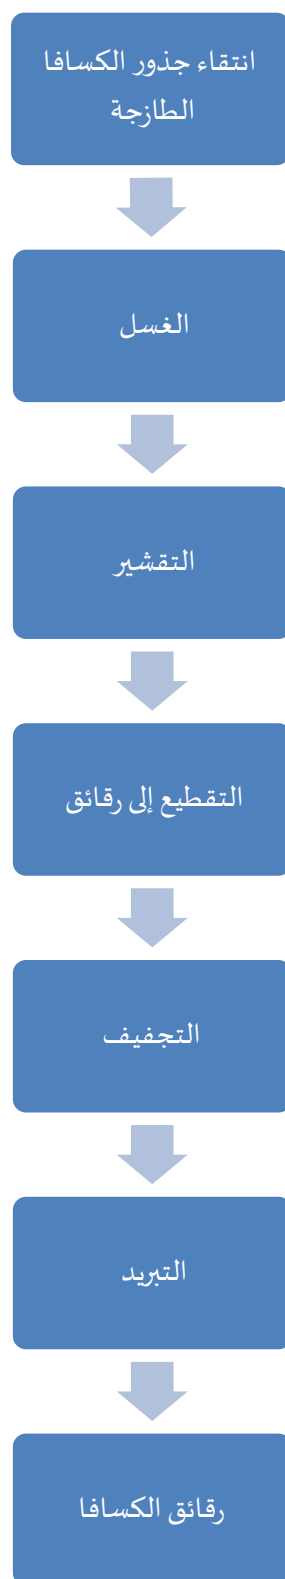 انتقاء جذور الكسافا
الطازجة
الغسل
التقشير
التقطيع إلى رقائق
التجفيف
التبريد
رقائق الكسافا